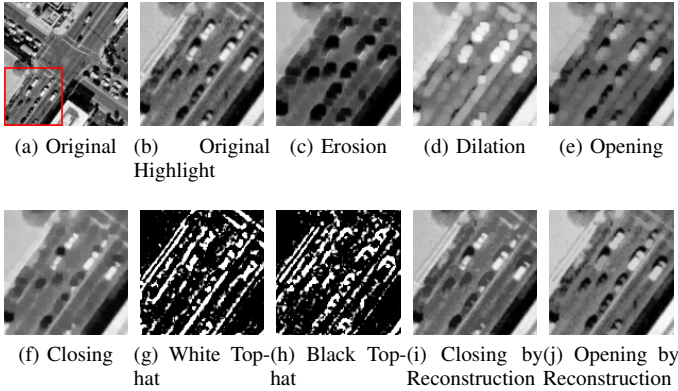 (a) Original
(b) Original
Highlight
(c) Erosion
(d) Dilation
(e) Opening
(f) Closing
(g) White Top-
hat
(h) Black Top-
hat
(i) Closing by
Reconstruction
(j) Opening by
Reconstruction